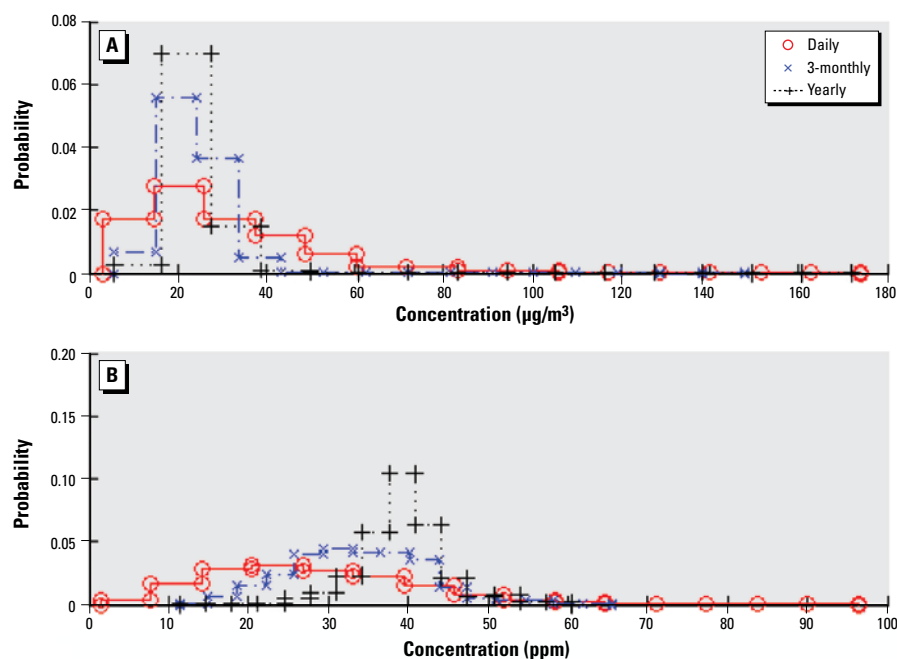 0.08
A
Daily
3-monthly
Yearly
0.06
0.04
0.02
0
Probability
0 20 40 60 80 100 120 140 160 180
Concentration (µg/m³)
0.20
B
0.15
0.10
0.05
0
Probability
0 10 20 30 40 50 60 70 80 90 100
Concentration (ppm)